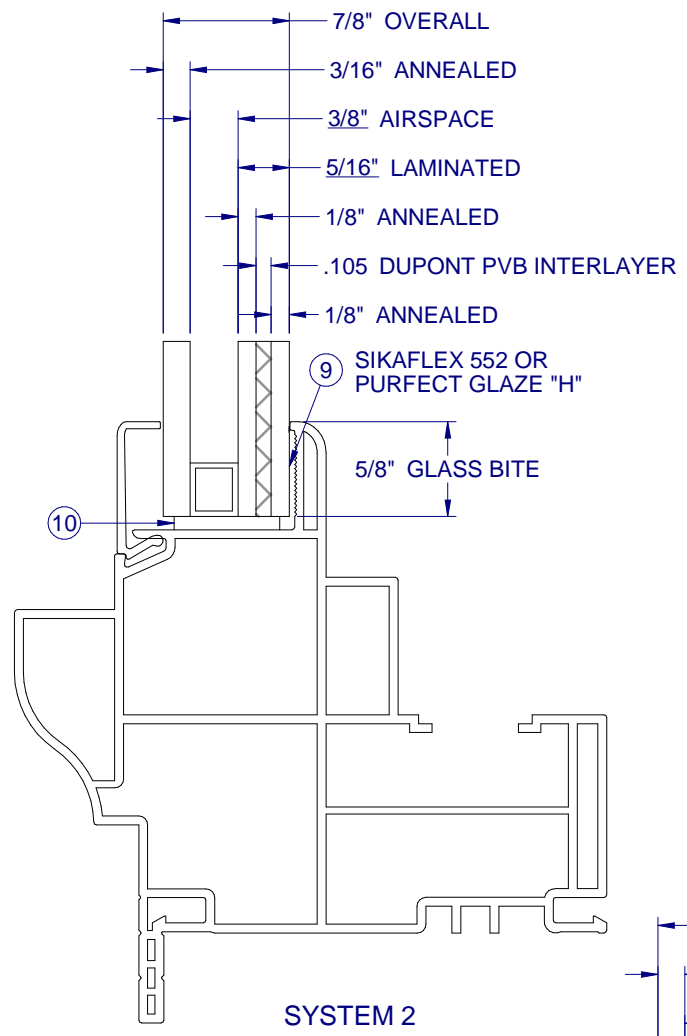 7/8" OVERALL
3/16" ANNEALED
3/8" AIRSPACE
5/16" LAMINATED
1/8" ANNEALED
.105 DUPONT PVB INTERLAYER
1/8" ANNEALED
9 SIKAFLEX 552 OR
PURFECT GLAZE "H"
5/8" GLASS BITE
10
SYSTEM 2